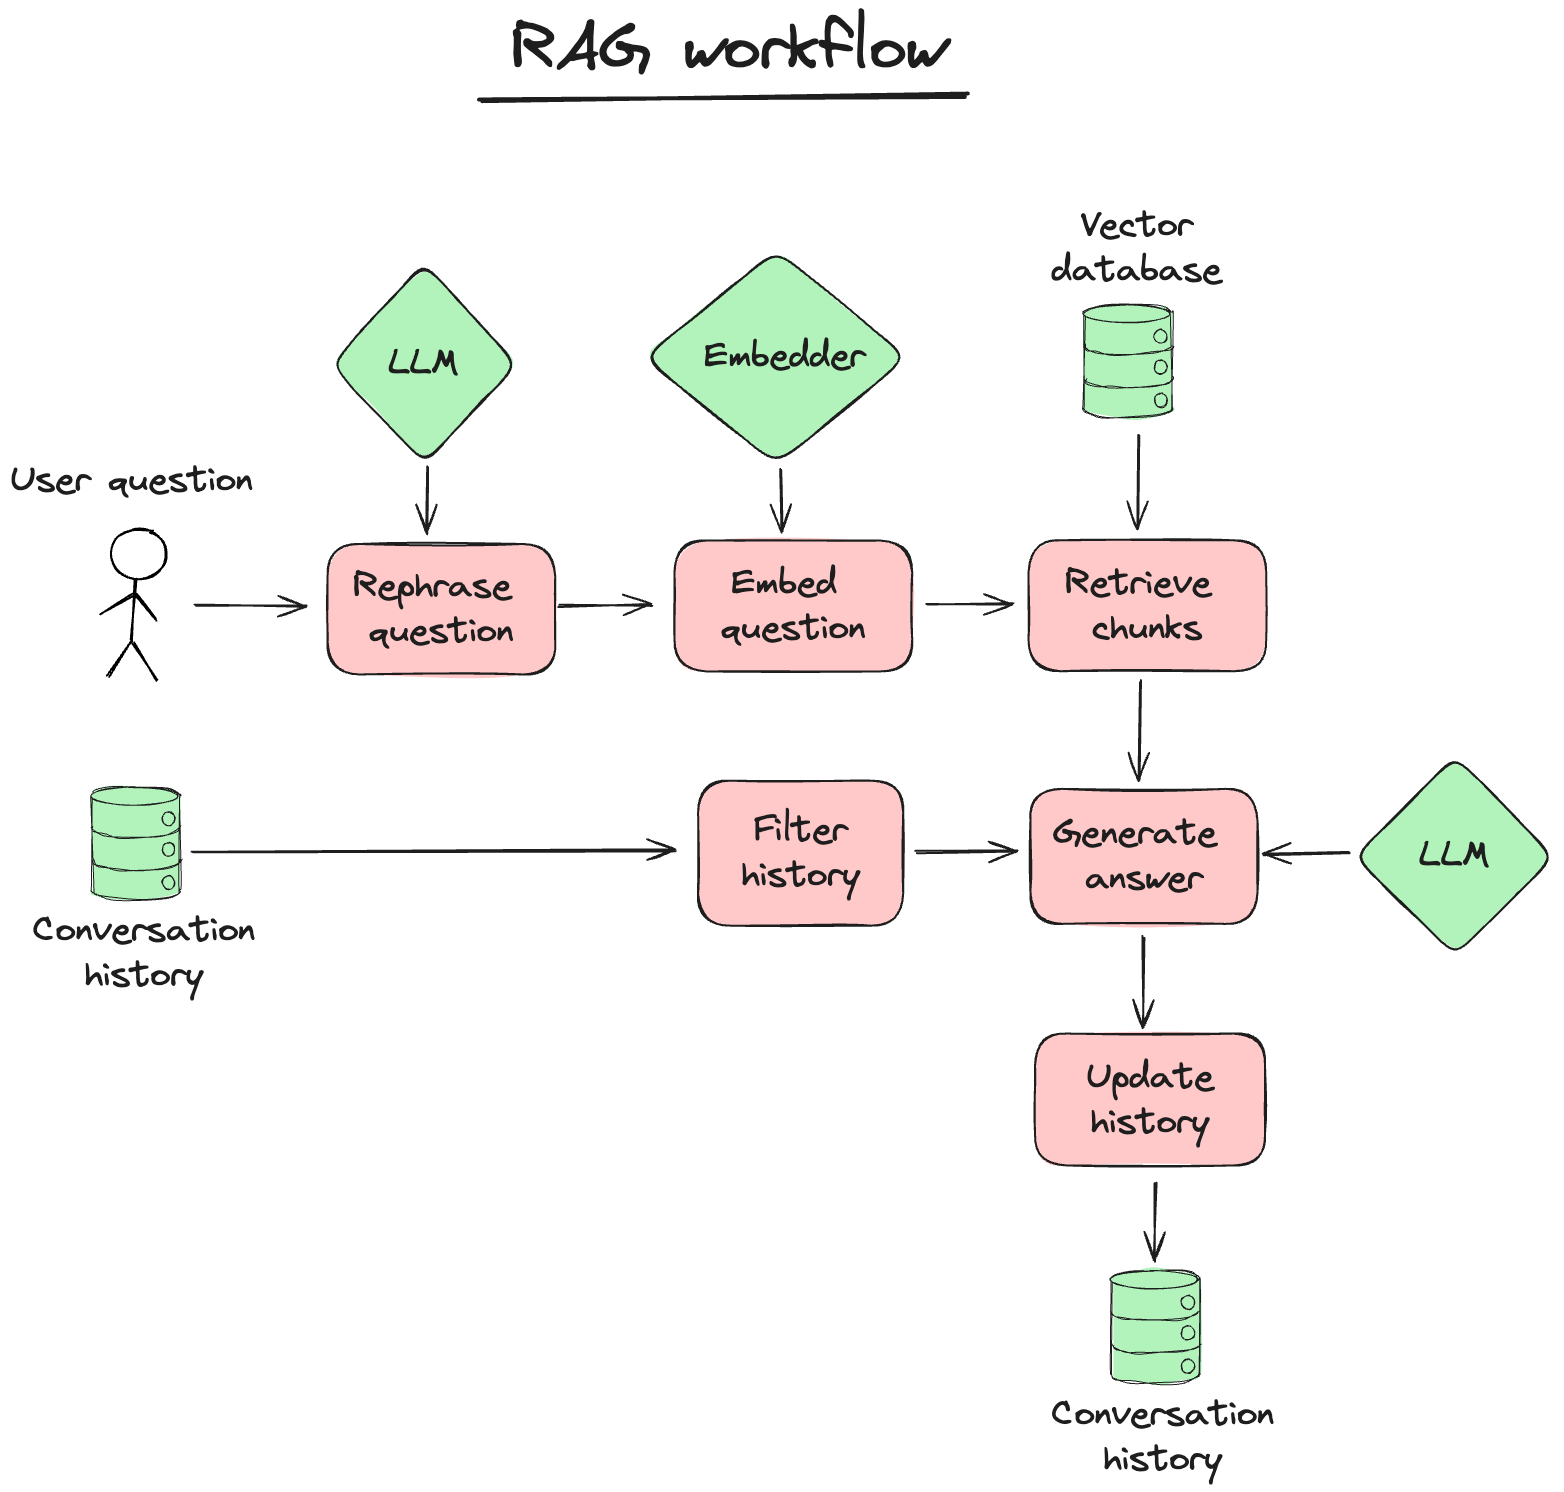 RAG workflow
Vector
database
LLM
Embedder
User question
Rephrase
question
Embed
question
Retrieve
chunks
Conversation
history
Filter
history
Generate
answer
LLM
Update
history
Conversation
history